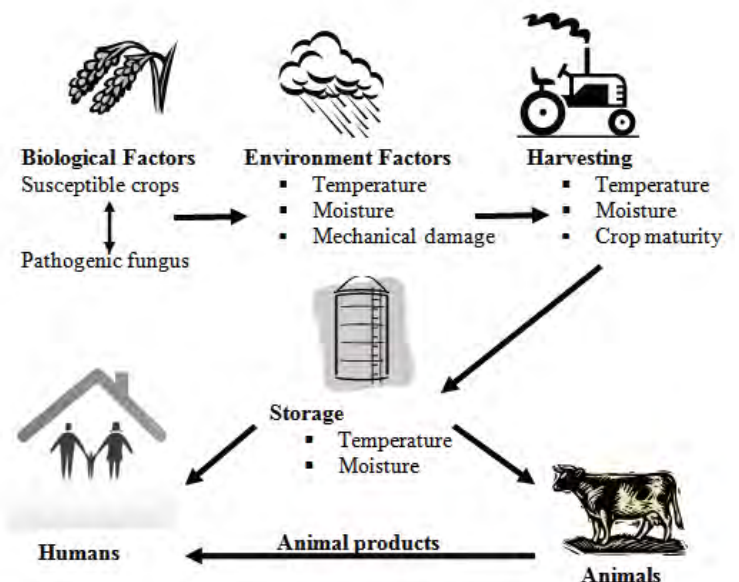 Biological Factors
Susceptible crops
Pathogenic fungus
Environment Factors
▪ Temperature
▪ Moisture
▪ Mechanical damage
Harvesting
▪ Temperature
▪ Moisture
▪ Crop maturity
Storage
▪ Temperature
▪ Moisture
Humans
Animal products
Animals